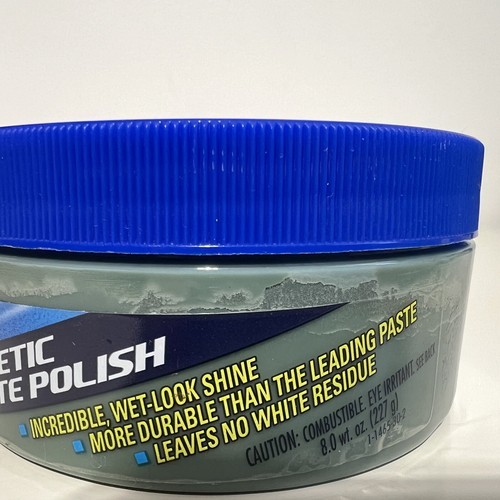 ETIC
TE POLISH
INCREDIBLE, WET-LOOK SHINE
MORE DURABLE THAN THE LEADING PASTE
LEAVES NO WHITE RESIDUE
CAUTION: COMBUSTIBLE. EYE IRRITANT. SEE BACK
8.0 wt. oz. (227 g)